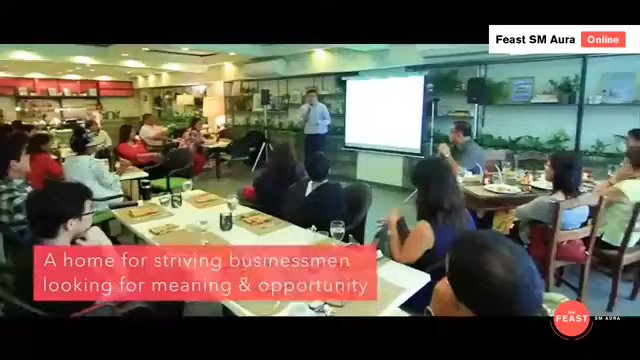 Feast SM Aura Online
A home for striving businessmen
looking for meaning & opportunity
the
FEAST SM AURA